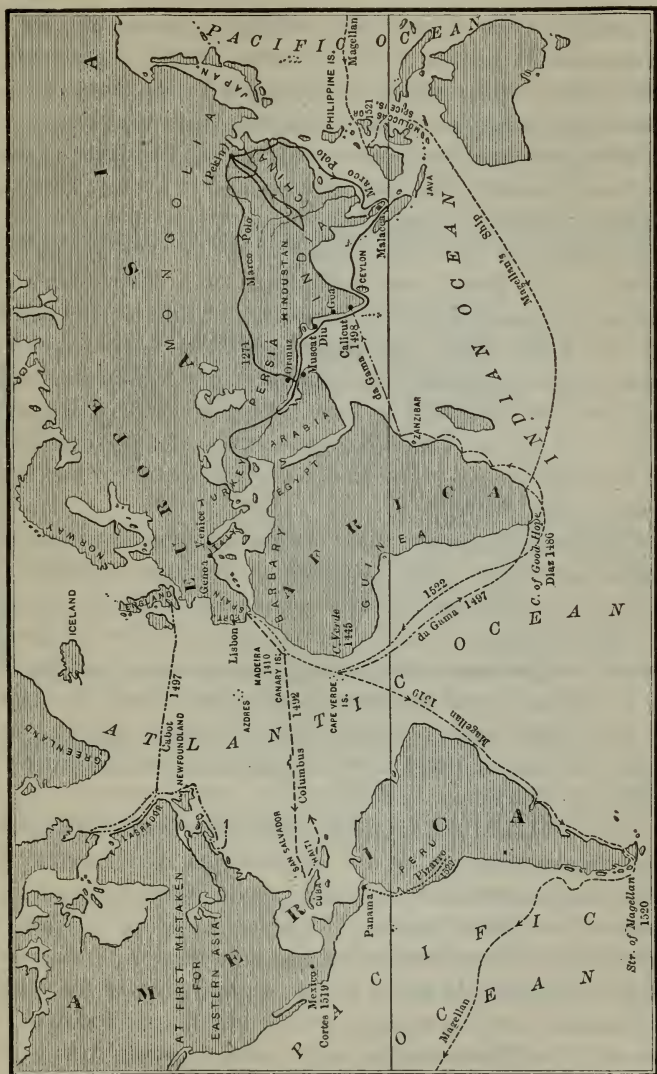 PACIFIC OCEAN
AMERICA
AT FIRST MISTAKEN
FOR
EASTERN ASIA
GREENLAND
ICELAND
LABRADOR
NEWFOUNDLAND
Cabot 1497
ATLANTIC
OCEAN
NORWAY
EUROPE
ASIA
MONGOLIA
JAPAN
PACIFIC OCEAN
Magellan
PHILIPPINE IS.
1521
MOLUCCAS OR
SPICE IS.
(Pekin)
CHINA
Marco Polo
Marco Polo
1271
PERSIA
HINDUSTAN
INDIA
Ormuz
Muscat
Diu
Goa
Calicut
1498
CEYLON
Malacca
JAVA
ENGLAND
Genoa
Venice
ITALY
SPAIN
Lisbon
TURKEY
ARABIA
EGYPT
BARBARY
AFRICA
GUINEA
C. Verde
1445
MADEIRA
1410
CANARY IS.
AZORES
1492
Columbus
SAN SALVADOR
CUBA
HAITI
Mexico
Cortes 1519
Panama
PERU
Pizarro
CAPE VERDE
IS.
1519
Magellan
1522
da Gama 1497
C. of Good Hope
Diaz 1486
da Gama
ZANZIBAR
INDIAN OCEAN
Magellan's Ship
Magellan
Str. of Magellan
1520